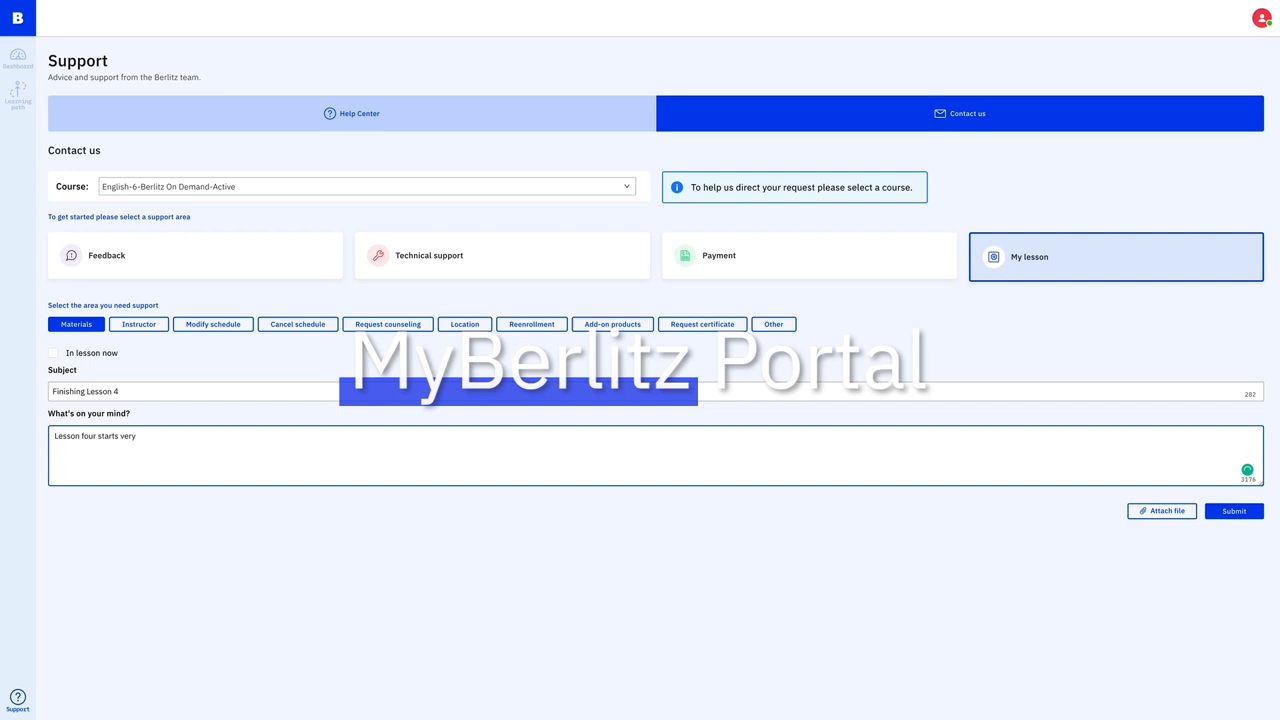 B
Dashboard
Learning path
Support
Advice and support from the Berlitz team.
Help Center
Contact us
Contact us
Course: English-6-Berlitz On Demand-Active
To help us direct your request please select a course.
To get started please select a support area
Feedback
Technical support
Payment
My lesson
Select the area you need support
Materials Instructor Modify schedule Cancel schedule Request counseling Location Reenrollment Add-on products Request certificate Other
In lesson now
MyBerlitz Portal
Subject
Finishing Lesson 4
282
What's on your mind?
Lesson four starts very
3176
Attach file
Submit
Support